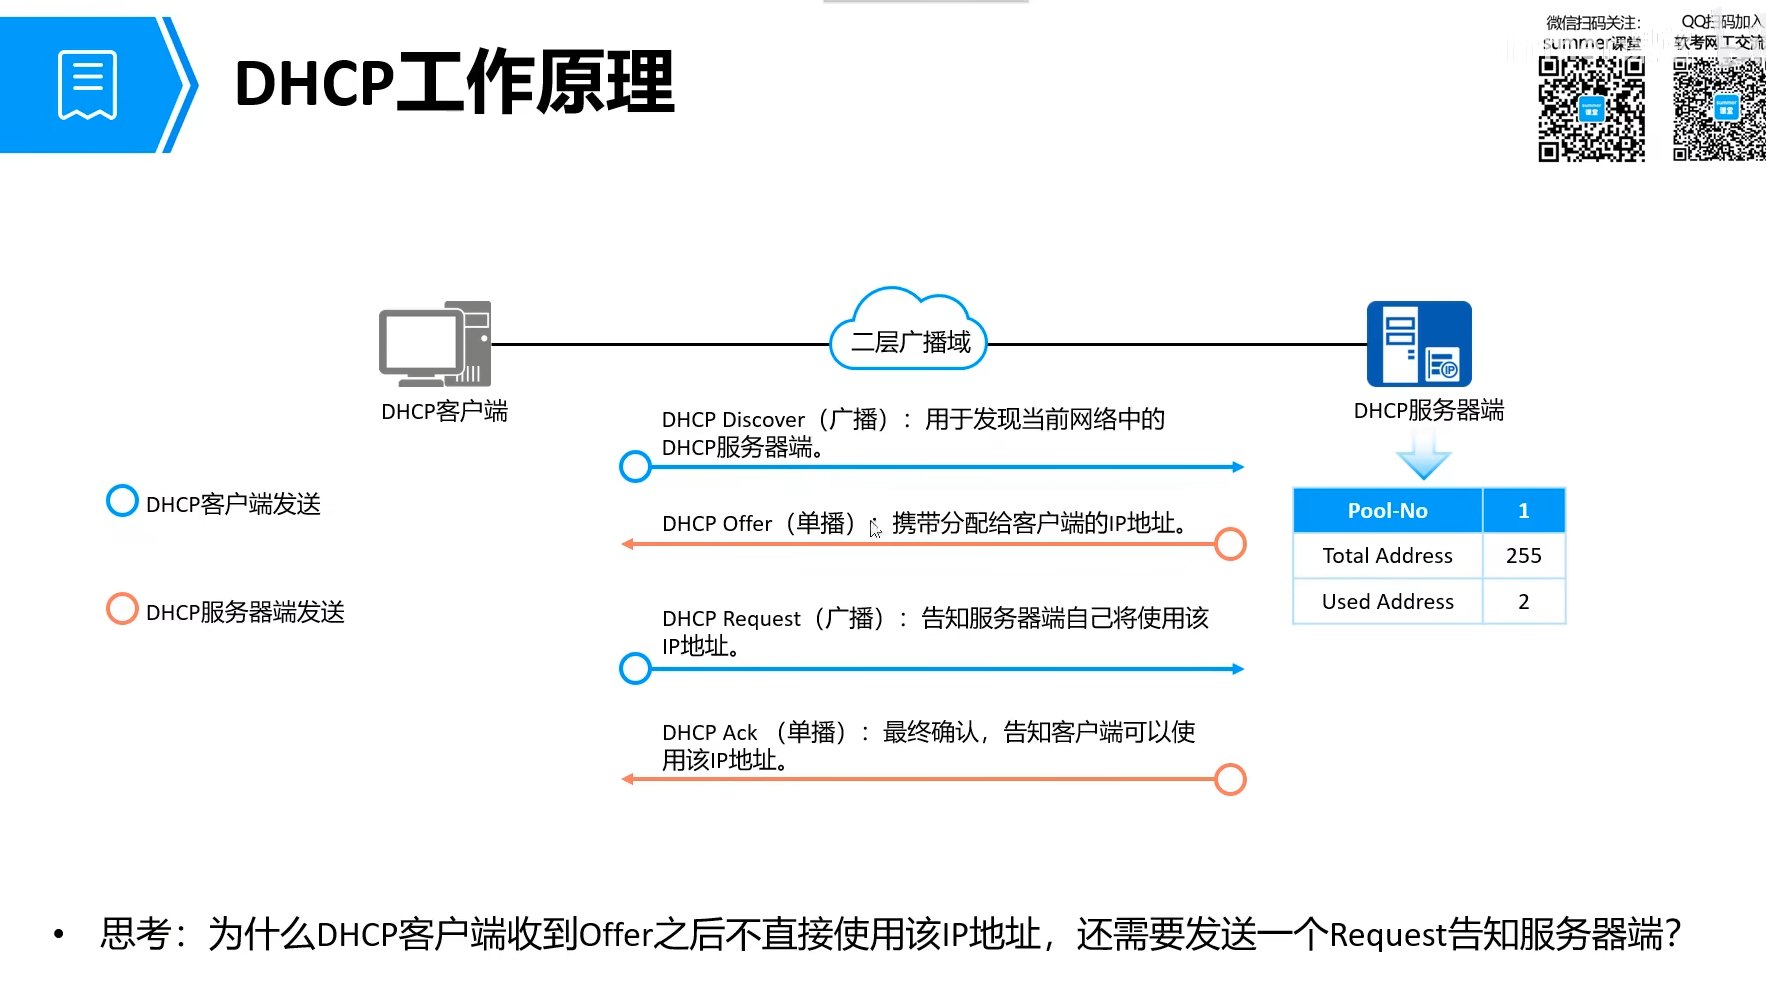 微信扫码关注：
summer课堂
QQ扫码加入
软考网工交流
DHCP工作原理
二层广播域
DHCP客户端
DHCP服务器端
DHCP Discover（广播）：用于发现当前网络中的
DHCP服务器端。
DHCP客户端发送
DHCP Offer（单播）：携带分配给客户端的IP地址。
Pool-No 1
Total Address 255
Used Address 2
DHCP服务器端发送
DHCP Request（广播）：告知服务器端自己将使用该
IP地址。
DHCP Ack （单播）：最终确认，告知客户端可以使
用该IP地址。
• 思考：为什么DHCP客户端收到Offer之后不直接使用该IP地址，还需要发送一个Request告知服务器端？